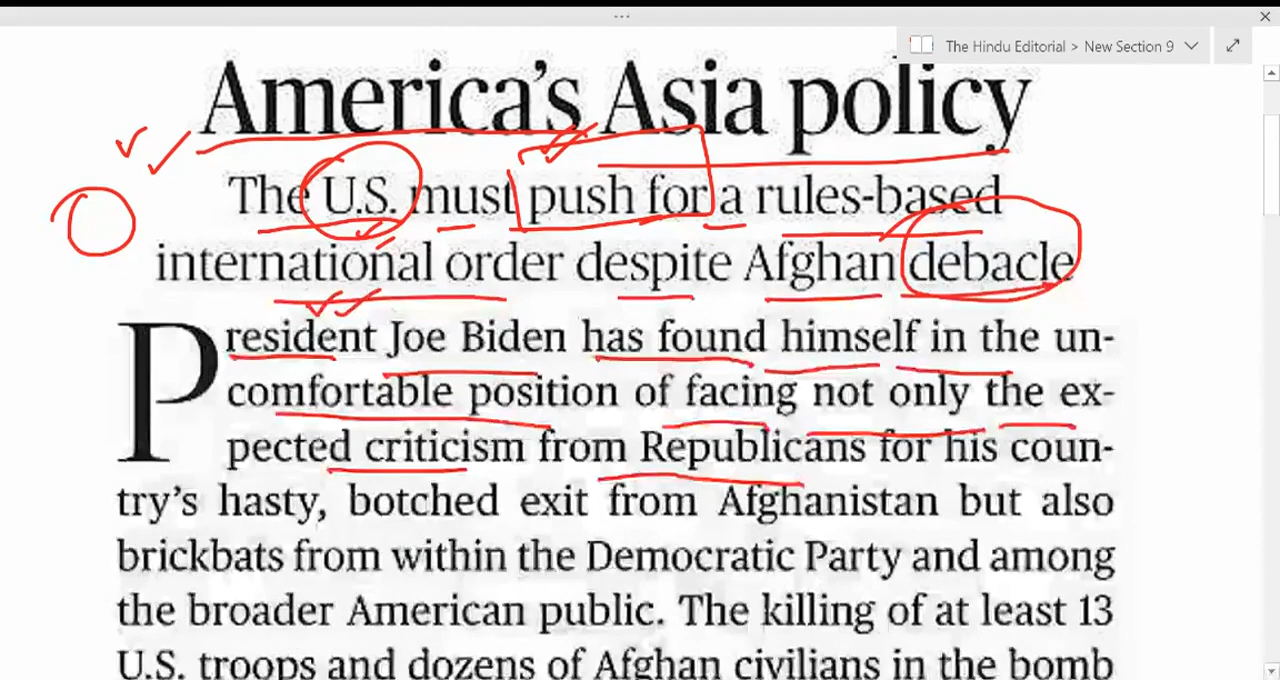 ...
The Hindu Editorial > New Section 9
America's Asia policy
The U.S. must push for a rules-based
international order despite Afghan debacle
President Joe Biden has found himself in the un-
comfortable position of facing not only the ex-
pected criticism from Republicans for his coun-
try's hasty, botched exit from Afghanistan but also
brickbats from within the Democratic Party and among
the broader American public. The killing of at least 13
U.S. troops and dozens of Afghan civilians in the bomb